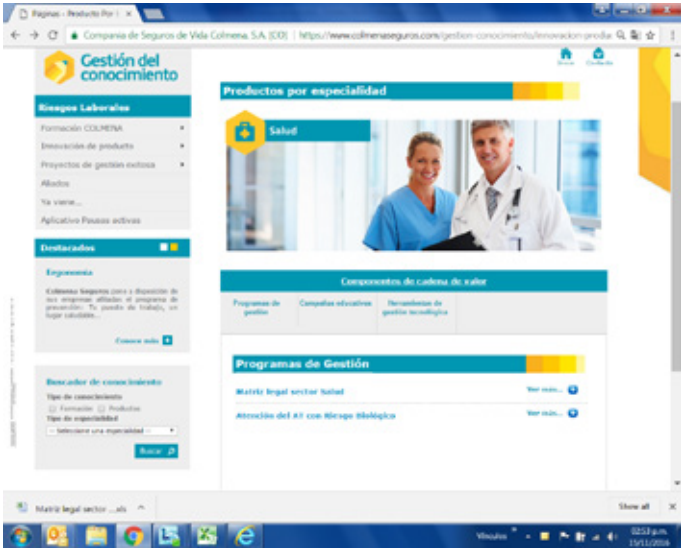 Paginas - Producto Por
Compania de Seguros de Vida Colmena, S.A. [CO] | https://www.colmenaseguros.com/gestion-conocimiento/innovacion-produc
Gestión del
conocimiento
Riesgos Laborales
Formación COLMENA
Innovación de producto
Proyectos de gestión exitosa
Aliados
Ya viene...
Aplicativo Pausas activas
Destacados
Ergonomía
Colmena Seguros pone a disposición de
sus empresas afiliadas el programa de
prevención: Tu puesto de trabajo, un
lugar saludable...
Conoce más
Buscador de conocimiento
Tipo de conocimiento
Formación Productos
Tipo de especialidad
-- Seleccione una especialidad --
Buscar
Inicio Contacto
Productos por especialidad
Salud
Componentes de cadena de valor
Programas de
gestión
Campañas educativas
Herramientas de
gestión tecnológica
Programas de Gestión
Matriz legal sector Salud Ver más...
Atención del AT con Riesgo Biológico Ver más...
Matriz legal sector ....xls
Show all
Vínculos
02:53 p.m.
15/11/2016